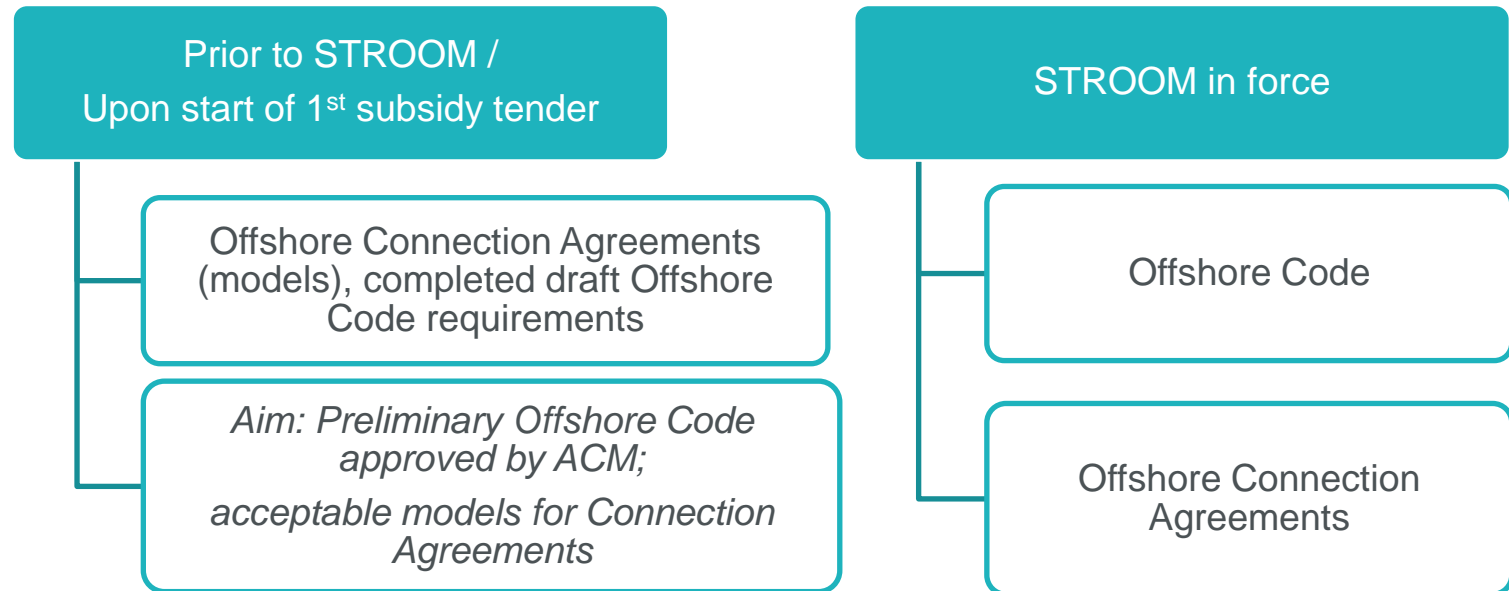 Prior to STROOM /
Upon start of 1st subsidy tender
Offshore Connection Agreements
(models), completed draft Offshore
Code requirements
Aim: Preliminary Offshore Code
approved by ACM;
acceptable models for Connection
Agreements
STROOM in force
Offshore Code
Offshore Connection
Agreements